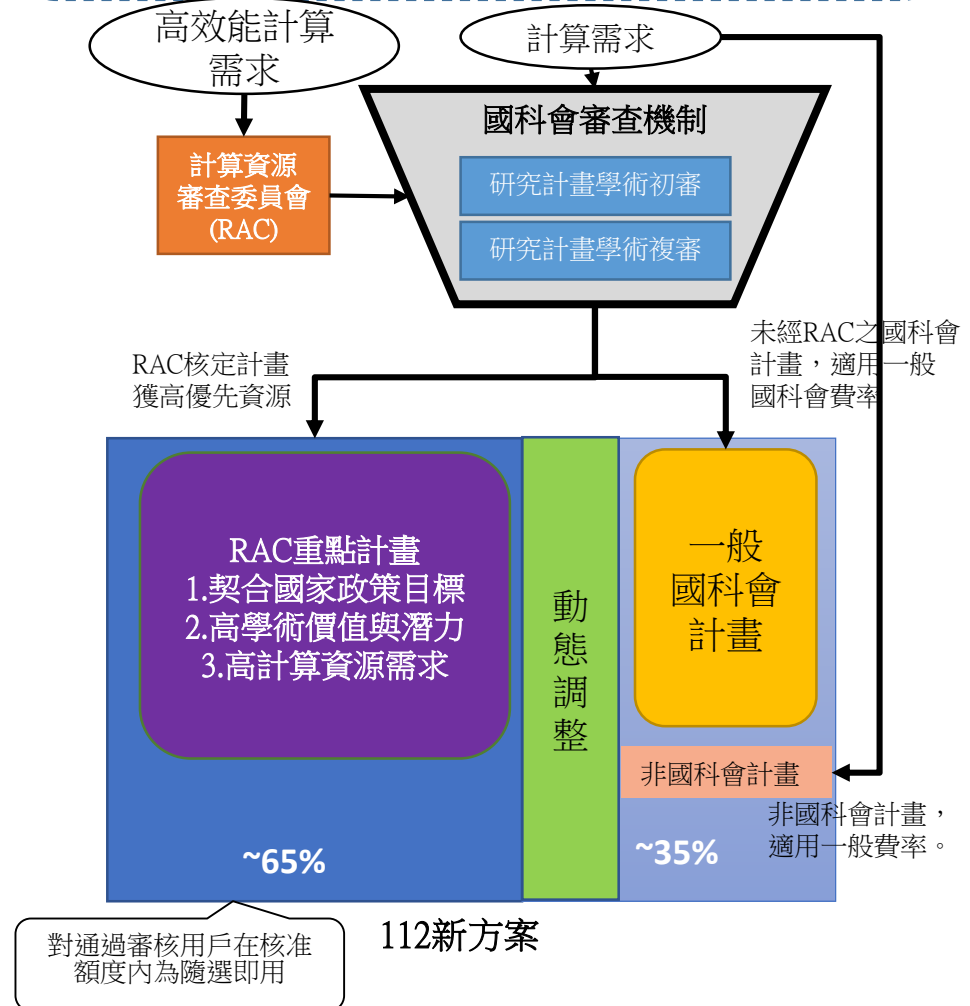 高效能計算
需求
計算需求
國科會審查機制
研究計畫學術初審
研究計畫學術複審
計算資源
審查委員會
(RAC)
RAC核定計畫
獲高優先資源
未經RAC之國科會
計畫，適用一般
國科會費率
RAC重點計畫
1.契合國家政策目標
2.高學術價值與潛力
3.高計算資源需求
動
態
調
整
一般
國科會
計畫
非國科會計畫
非國科會計畫，
適用一般費率。
~65%
~35%
112新方案
對通過審核用戶在核准
額度內為隨選即用